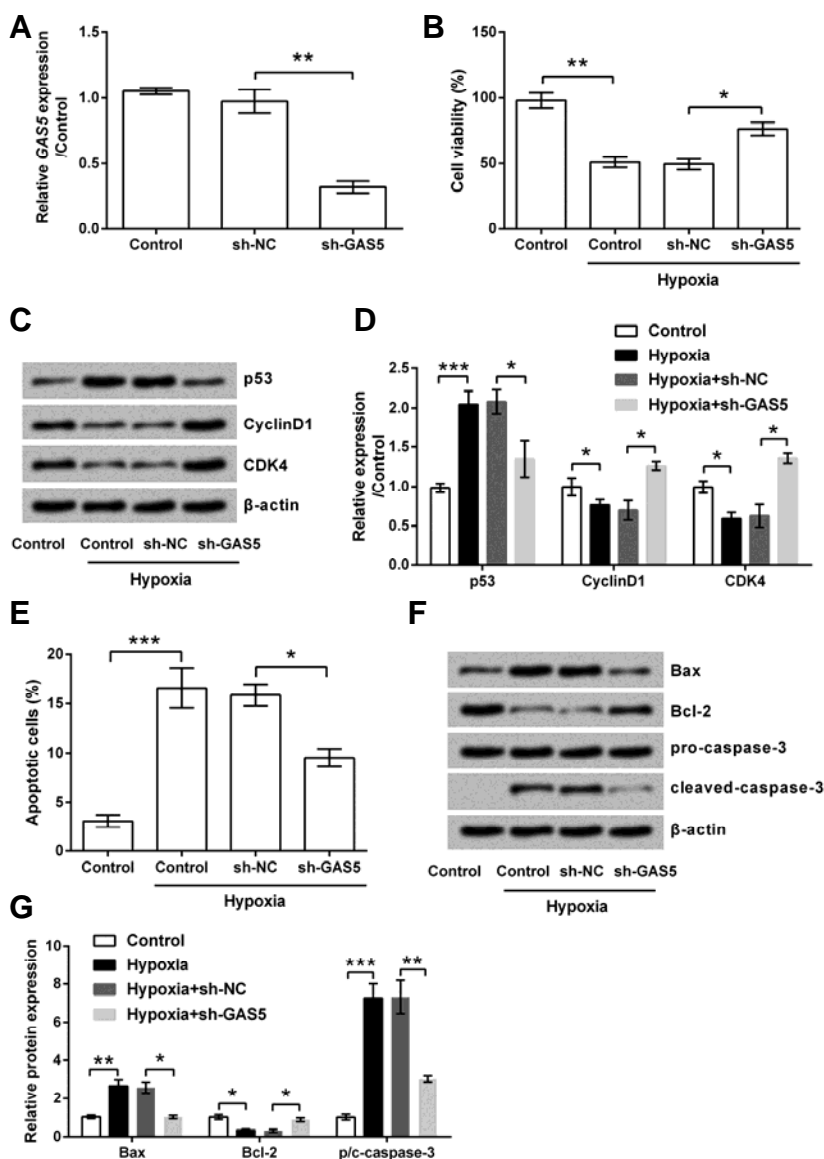 A
Relative GAS5 expression
/Control
1.5
1.0
0.5
0.0
**
Control sh-NC sh-GAS5
B
Cell viability (%)
150
100
50
0
**
*
Control Control sh-NC sh-GAS5
Hypoxia
C
p53
CyclinD1
CDK4
β-actin
Control Control sh-NC sh-GAS5
Hypoxia
D
Control
Hypoxia
Hypoxia+sh-NC
Hypoxia+sh-GAS5
Relative expression
/Control
2.5
2.0
1.5
1.0
0.5
0.0
*** *
* *
* *
p53 CyclinD1 CDK4
E
Apoptotic cells (%)
20
15
10
5
0
***
*
Control Control sh-NC sh-GAS5
Hypoxia
F
Bax
Bcl-2
pro-caspase-3
cleaved-caspase-3
β-actin
Control Control sh-NC sh-GAS5
Hypoxia
G
Control
Hypoxia
Hypoxia+sh-NC
Hypoxia+sh-GAS5
Relative protein expression
10
8
6
4
2
0
** *
* *
*** **
Bax Bcl-2 p/c-caspase-3